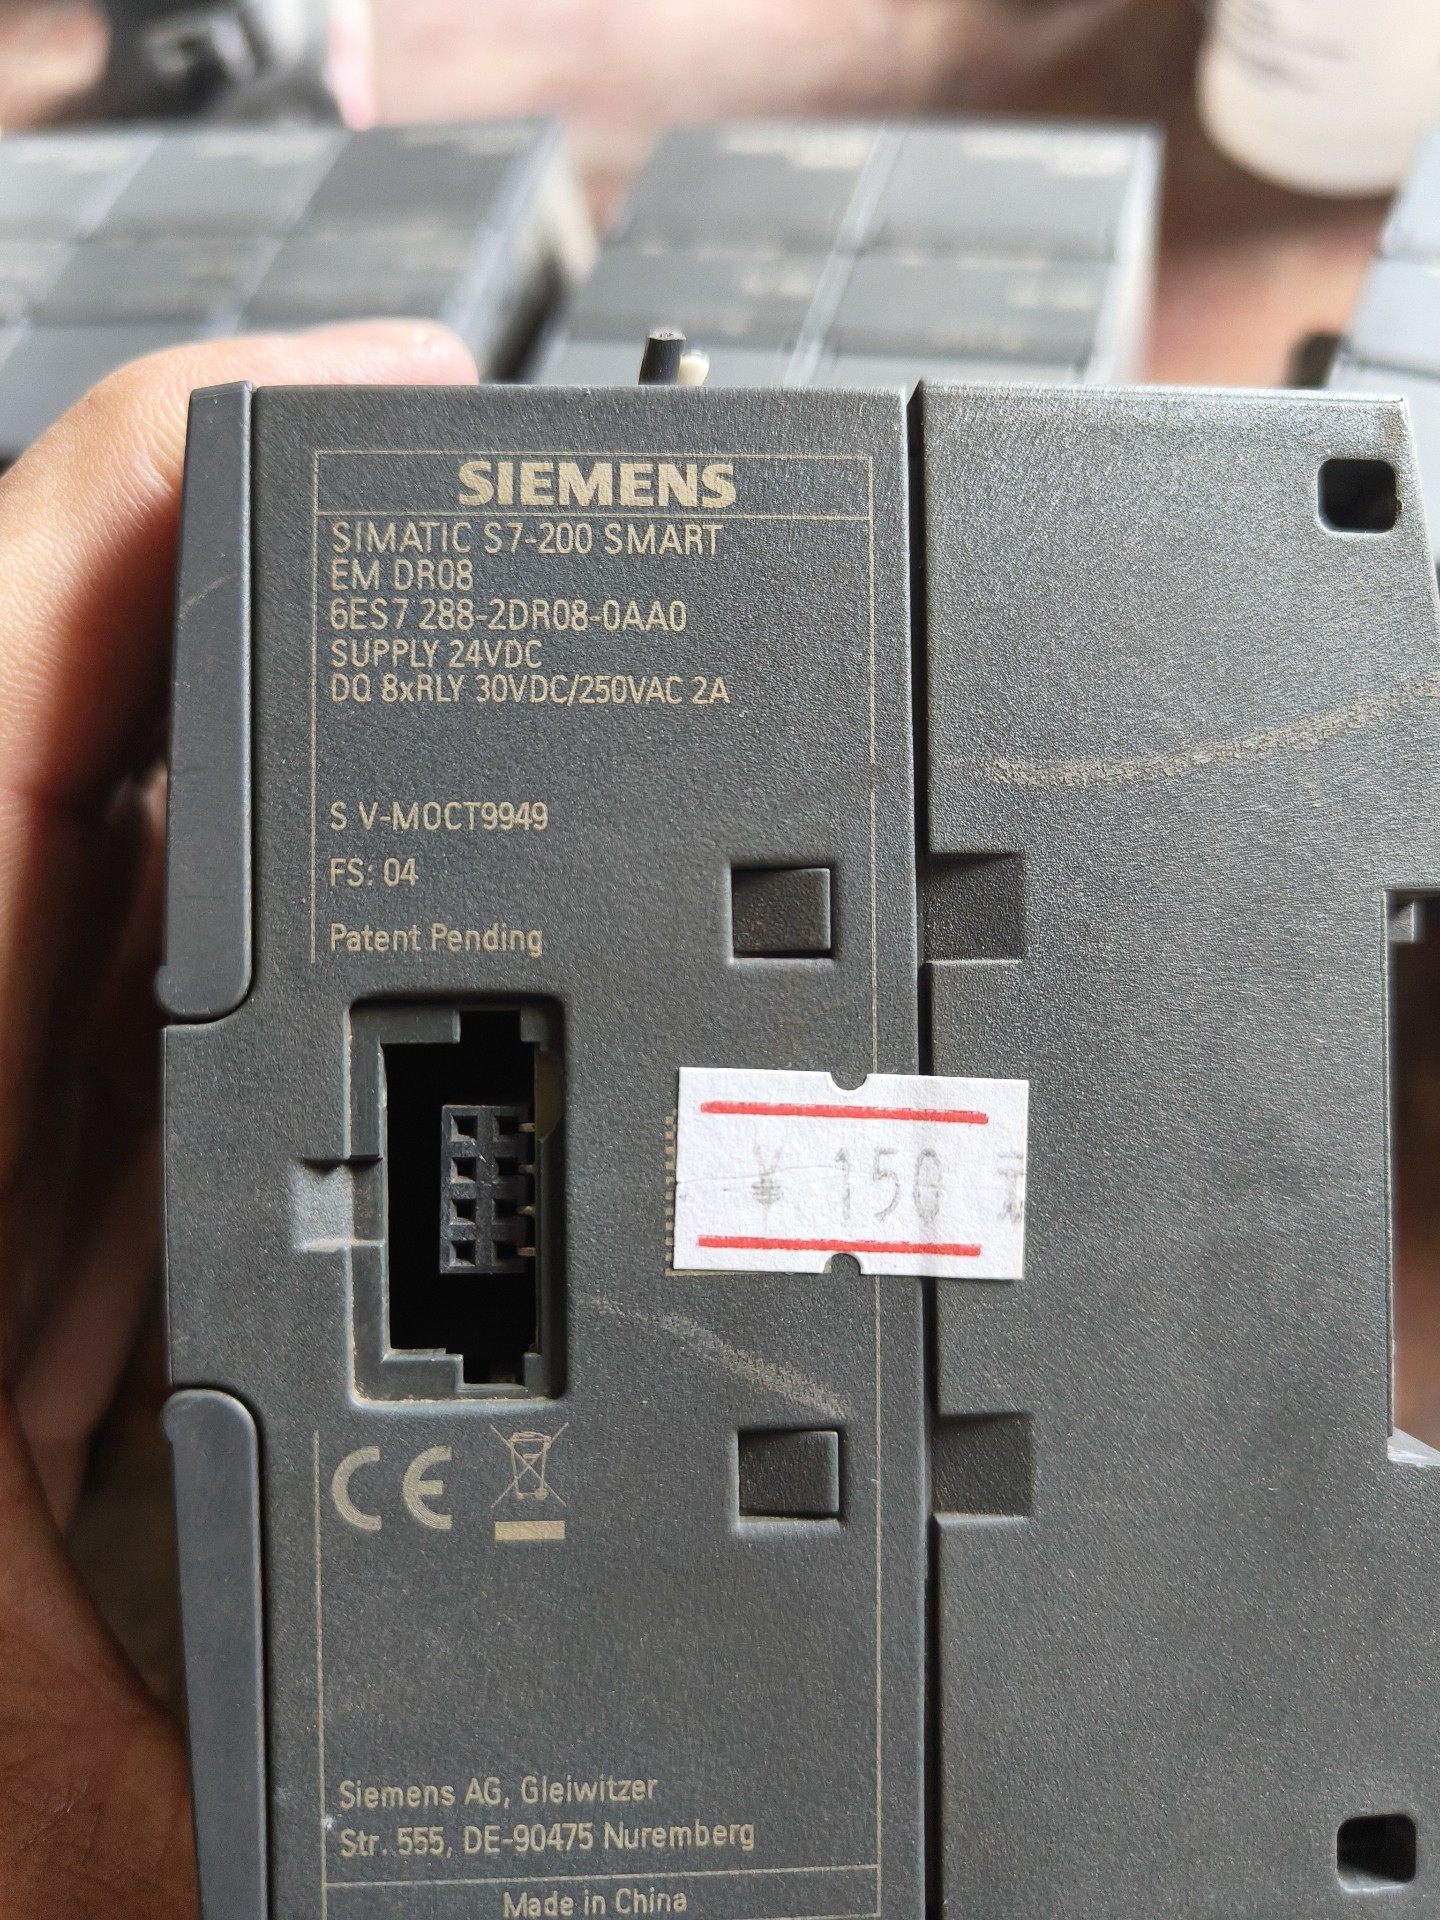 SIEMENS
SIMATIC S7-200 SMART
EM DR08
6ES7 288-2DR08-0AA0
SUPPLY 24VDC
DQ 8xRLY 30VDC/250VAC 2A
S V-M0CT9949
FS: 04
Patent Pending
¥ 150
CE
Siemens AG, Gleiwitzer
Str. 555, DE-90475 Nuremberg
Made in China